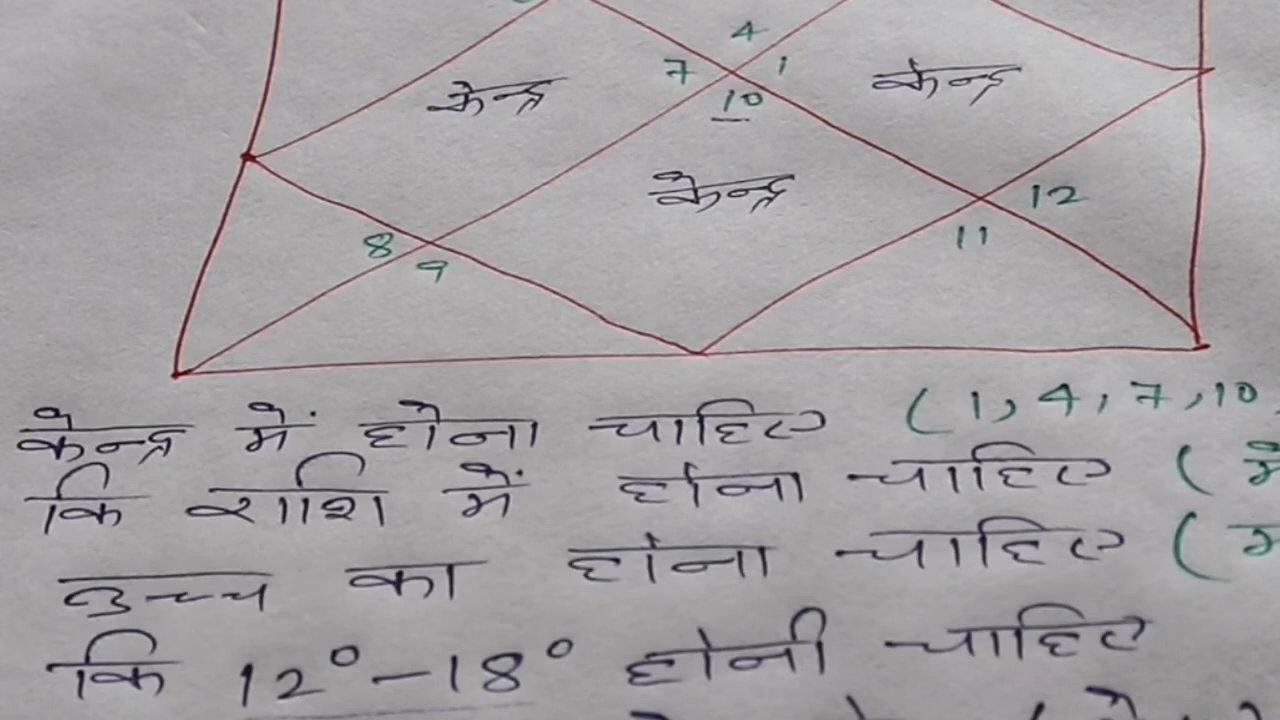 4
7 1
10
केन्द्र केन्द्र
केन्द्र
12
8 11
9
केन्द्र में होना चाहिए (1, 4, 7, 10
कि राशि में होना चाहिए (
उच्च का होना चाहिए (
कि 12° - 18° होनी चाहिए